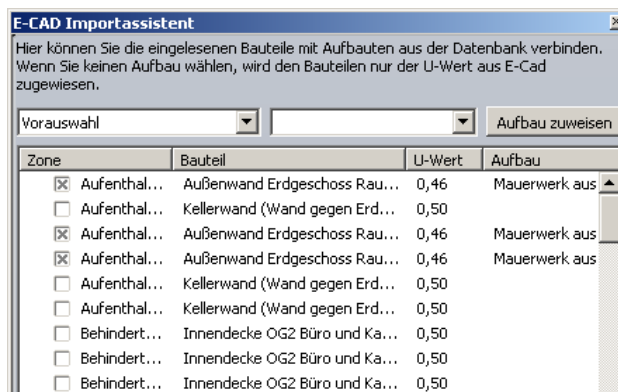 E-CAD Importassistent
Hier können Sie die eingelesenen Bauteile mit Aufbauten aus der Datenbank verbinden.
Wenn Sie keinen Aufbau wählen, wird den Bauteilen nur der U-Wert aus E-Cad
zugewiesen.
Vorauswahl Aufbau zuweisen
Zone Bauteil U-Wert Aufbau
Aufenthal... Außenwand Erdgeschoss Rau... 0,46 Mauerwerk aus
Aufenthal... Kellerwand (Wand gegen Erd... 0,50
Aufenthal... Außenwand Erdgeschoss Rau... 0,46 Mauerwerk aus
Aufenthal... Außenwand Erdgeschoss Rau... 0,46 Mauerwerk aus
Aufenthal... Kellerwand (Wand gegen Erd... 0,50
Aufenthal... Kellerwand (Wand gegen Erd... 0,50
Behindert... Innendecke OG2 Büro und Ka... 0,50
Behindert... Innendecke OG2 Büro und Ka... 0,50
Behindert... Innendecke OG2 Büro und Ka... 0,50